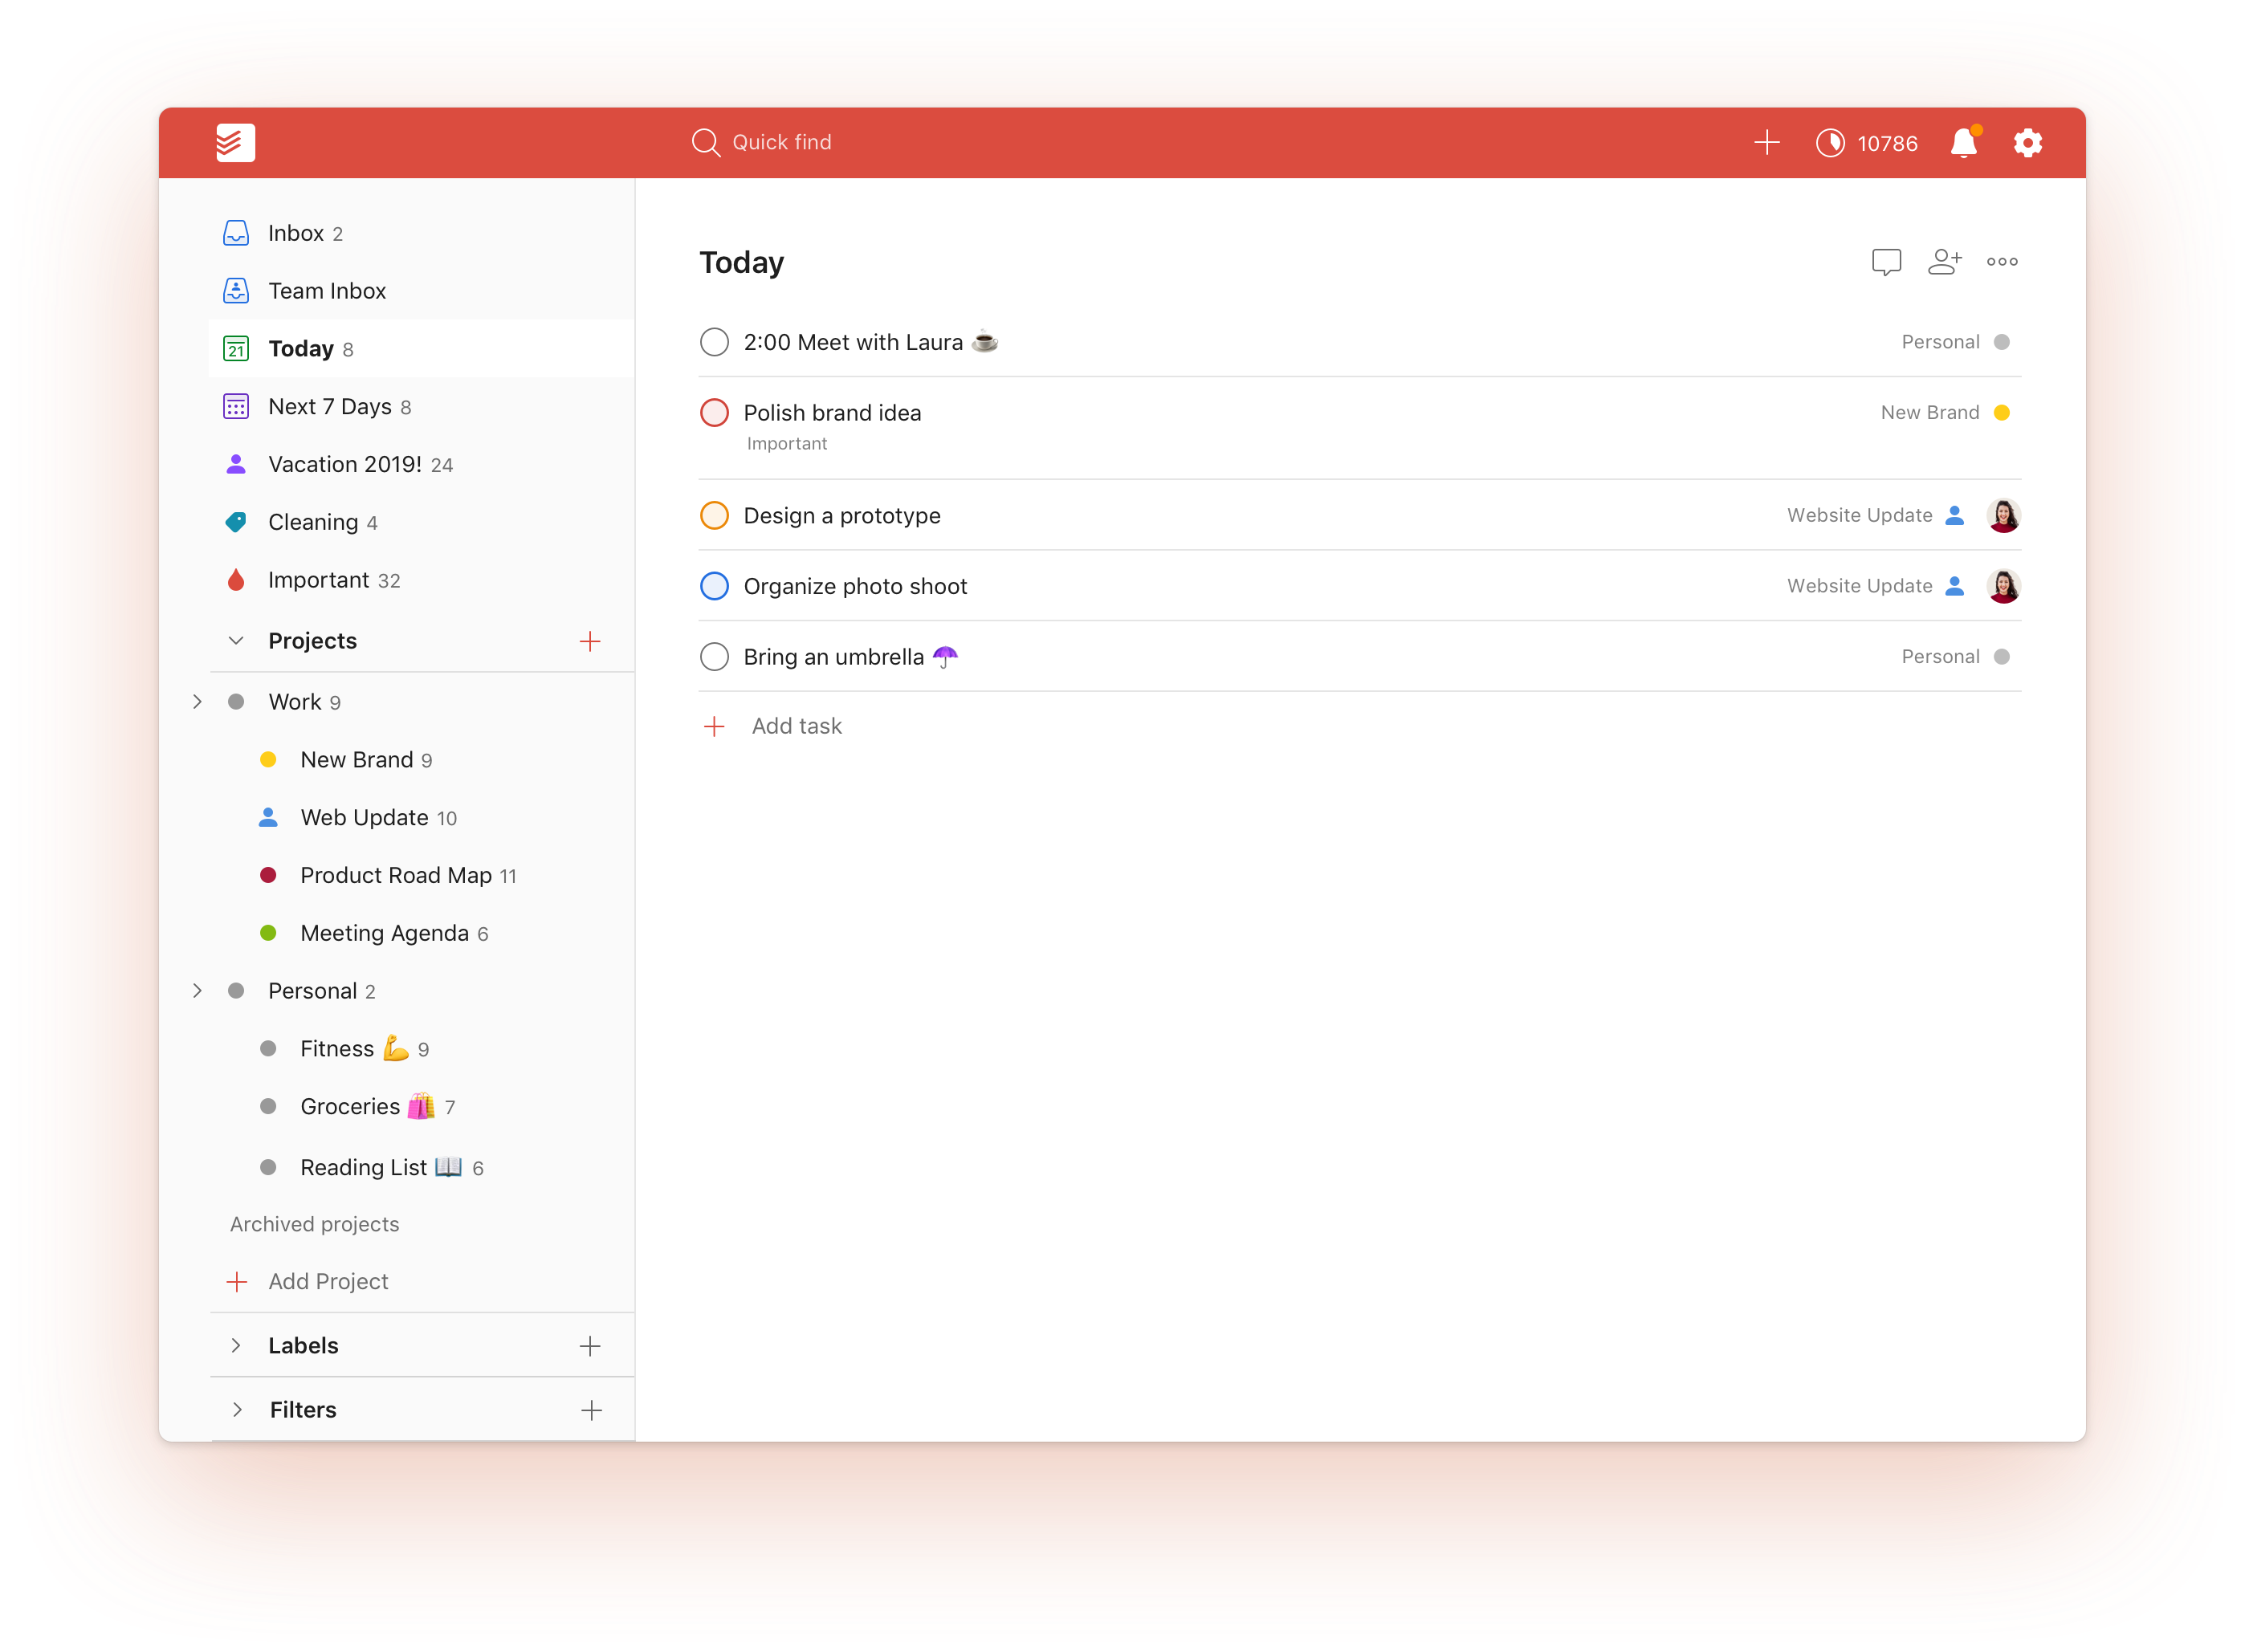 Quick find
10786
Inbox 2
Team Inbox
21 Today 8
Next 7 Days 8
Vacation 2019! 24
Cleaning 4
Important 32
Projects
Work 9
New Brand 9
Web Update 10
Product Road Map 11
Meeting Agenda 6
Personal 2
Fitness 💪 9
Groceries 🛍️ 7
Reading List 📖 6
Archived projects
Add Project
Labels
Filters
Today
2:00 Meet with Laura ☕ Personal
Polish brand idea New Brand
Important
Design a prototype Website Update
Organize photo shoot Website Update
Bring an umbrella ☂️ Personal
Add task